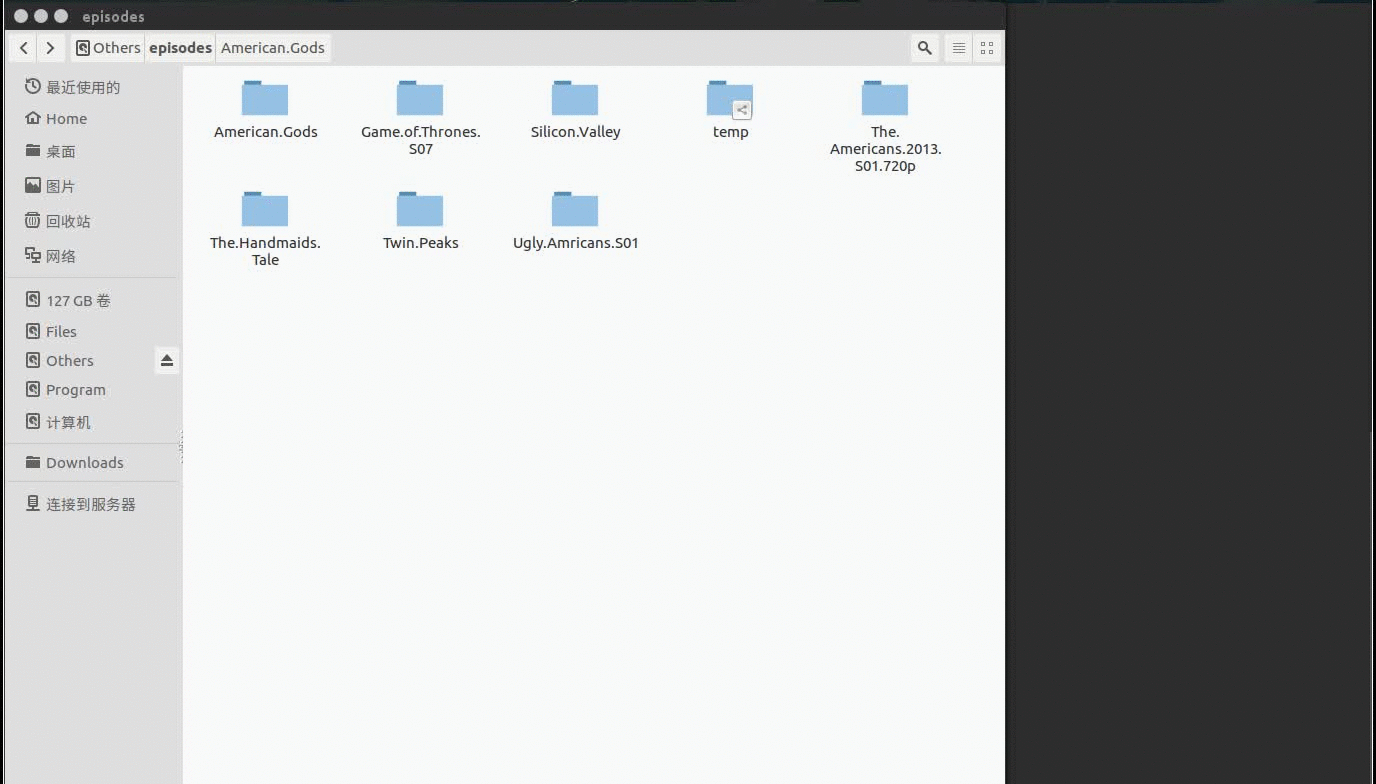 episodes
Others episodes American.Gods
最近使用的
Home
桌面
图片
回收站
网络
127 GB 卷
Files
Others
Program
计算机
Downloads
连接到服务器
American.Gods
Game.of.Thrones.
S07
Silicon.Valley
temp
The.
Americans.2013.
S01.720p
The.Handmaids.
Tale
Twin.Peaks
Ugly.Amricans.S01